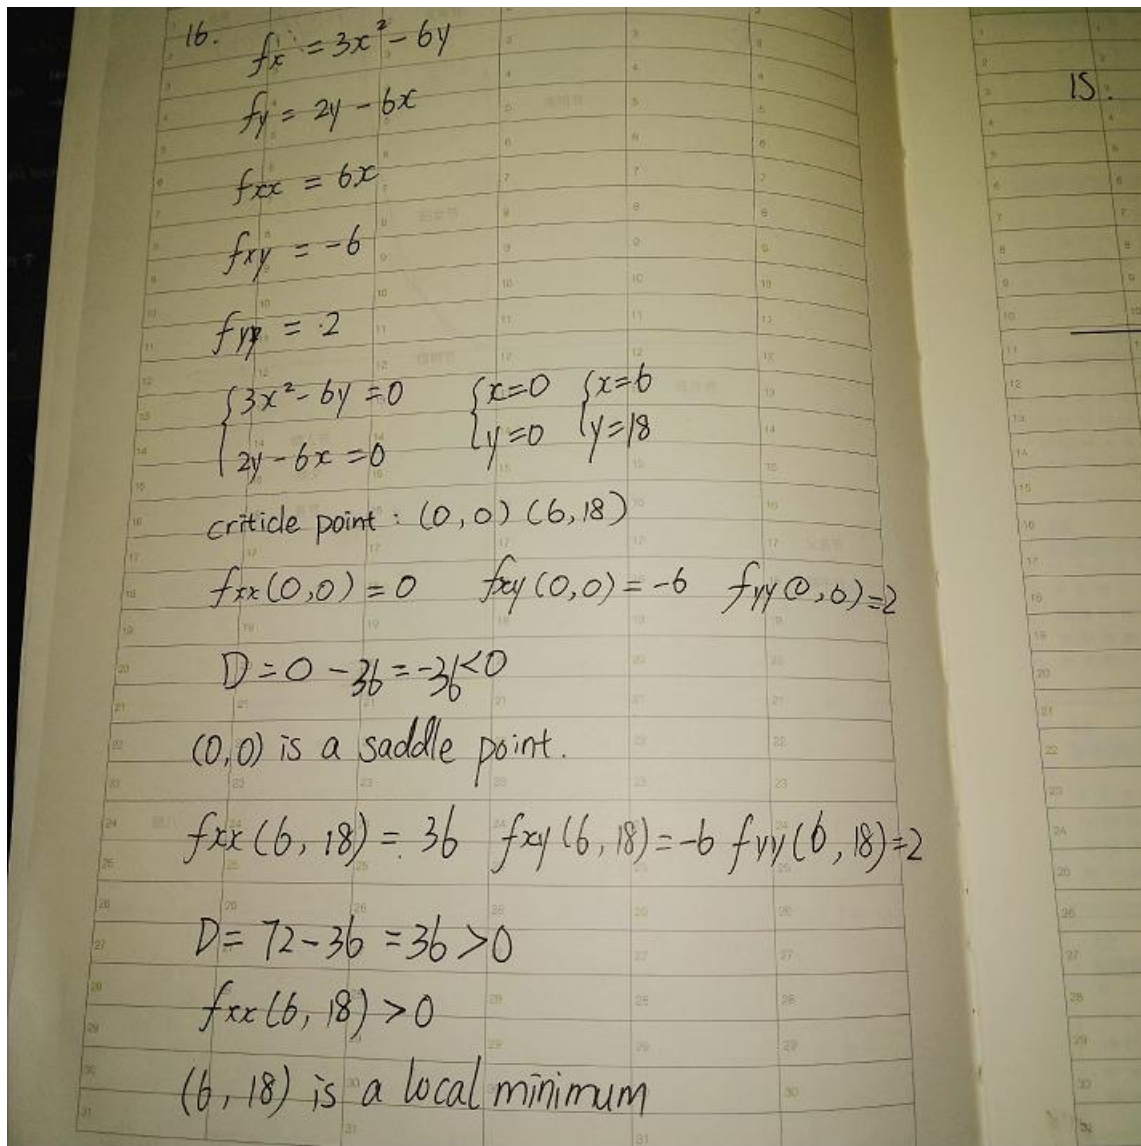 16. fx = 3x² - 6y
fy = 2y - 6x
fxx = 6x
fxy = -6
fyy = 2
{3x² - 6y = 0 {x=0 {x=6
2y - 6x = 0 y=0 y=18
criticle point : (0,0) (6,18)
fxx(0,0) = 0 fxy(0,0) = -6 fyy(0,0)=2
D = 0 - 36 = -36<0
(0,0) is a saddle point.
fxx(6,18) = 36 fxy(6,18) = -6 fyy(6,18)=2
D = 72 - 36 = 36 > 0
fxx(6,18) > 0
(6,18) is a local minimum
15.